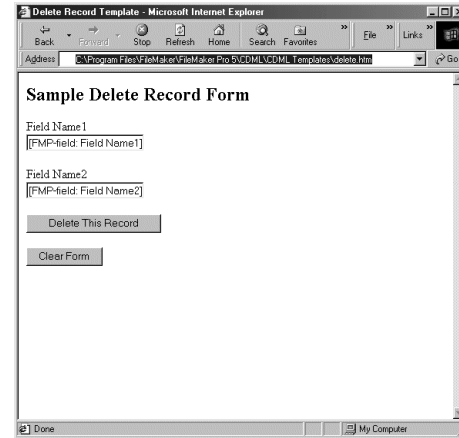 Delete Record Template - Microsoft Internet Explorer
Back Forward Stop Refresh Home Search Favorites » File » Links »
Address C:\Program Files\FileMaker\FileMaker Pro 5\CDML\CDML Templates\delete.htm Go
Sample Delete Record Form
Field Name1
[FMP-field: Field Name1]
Field Name2
[FMP-field: Field Name2]
Delete This Record
Clear Form
Done My Computer